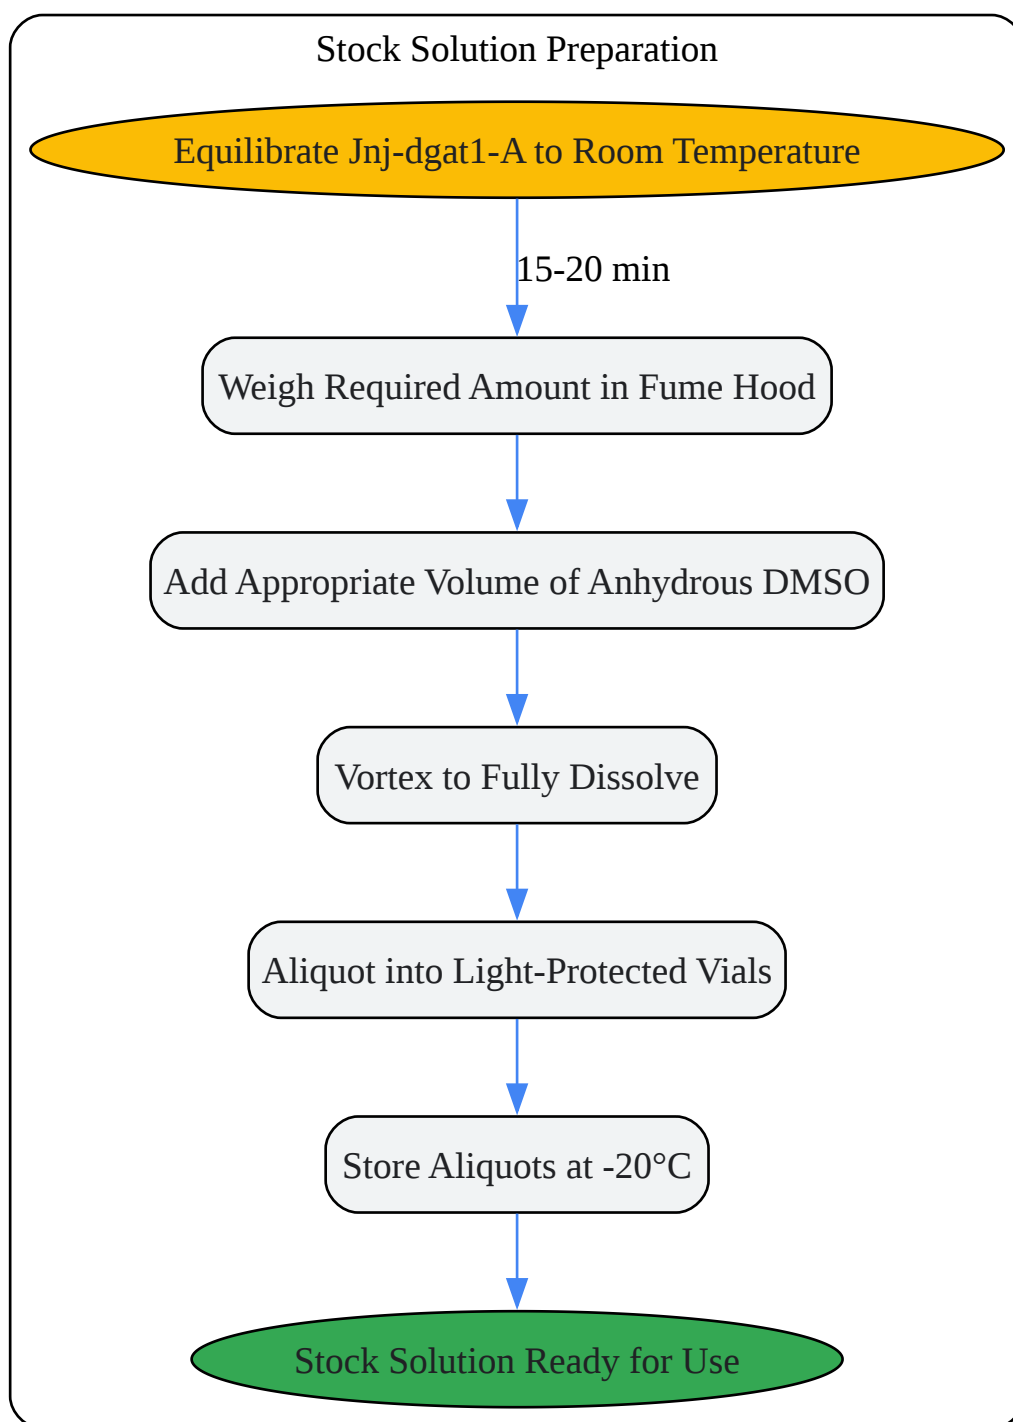 Stock Solution Preparation
Equilibrate Jnj-dgat1-A to Room Temperature
15-20 min
Weigh Required Amount in Fume Hood
Add Appropriate Volume of Anhydrous DMSO
Vortex to Fully Dissolve
Aliquot into Light-Protected Vials
Store Aliquots at -20°C
Stock Solution Ready for Use